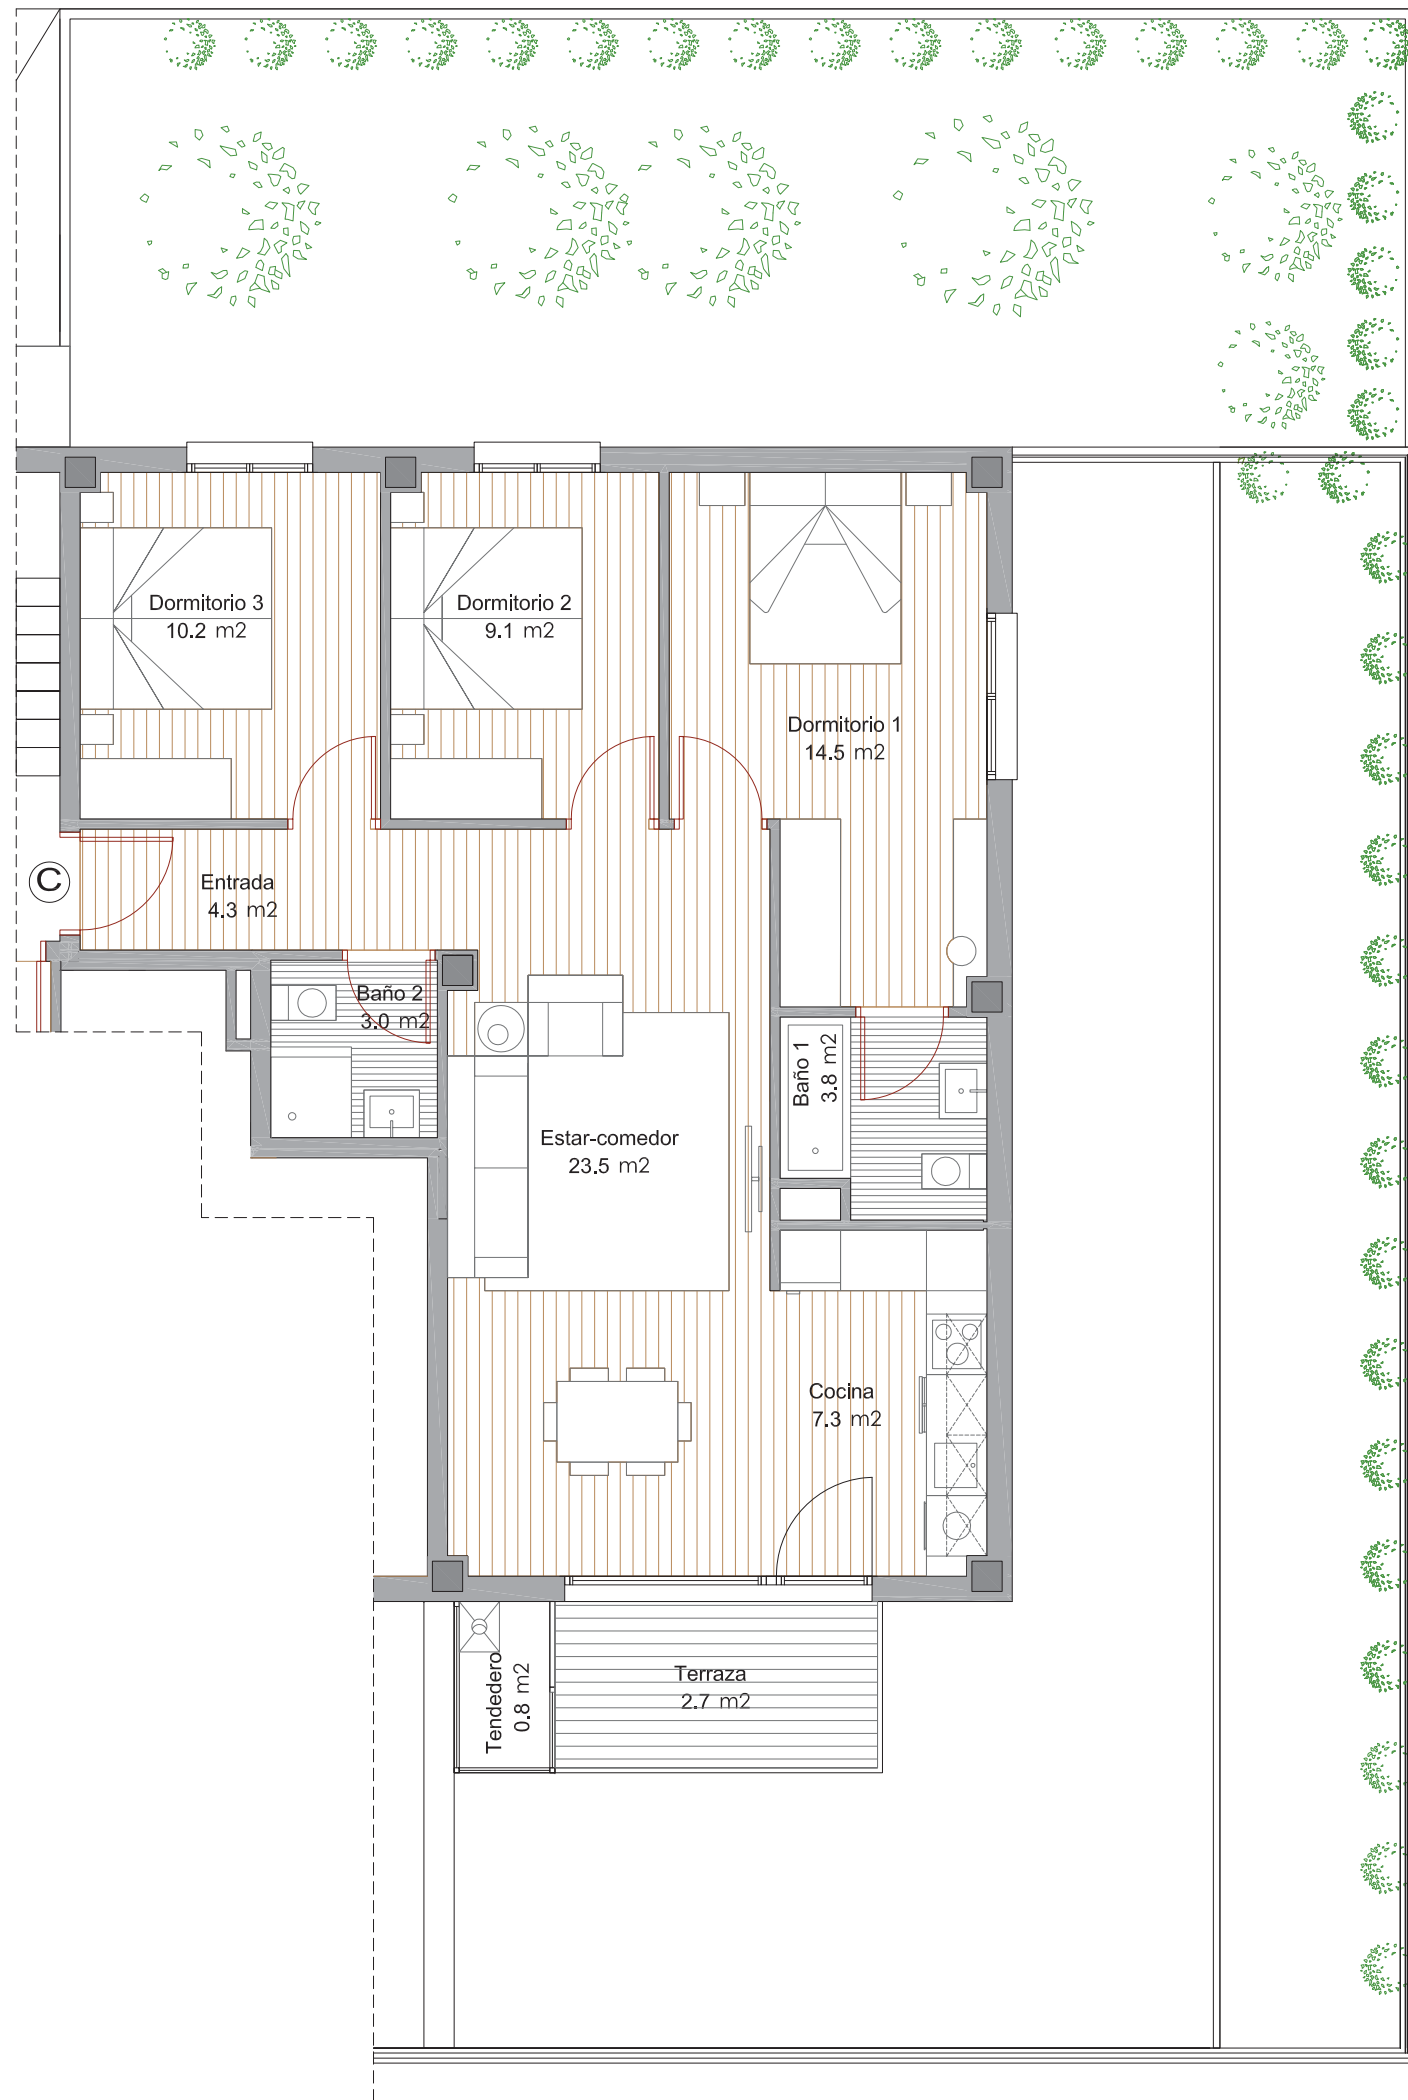 Dormitorio 3
10.2 m2
Dormitorio 2
9.1 m2
Dormitorio 1
14.5 m2
C
Entrada
4.3 m2
Baño 2
3.0 m2
Baño 1
3.8 m2
Estar-comedor
23.5 m2
Cocina
7.3 m2
Tendedero
0.8 m2
Terraza
2.7 m2